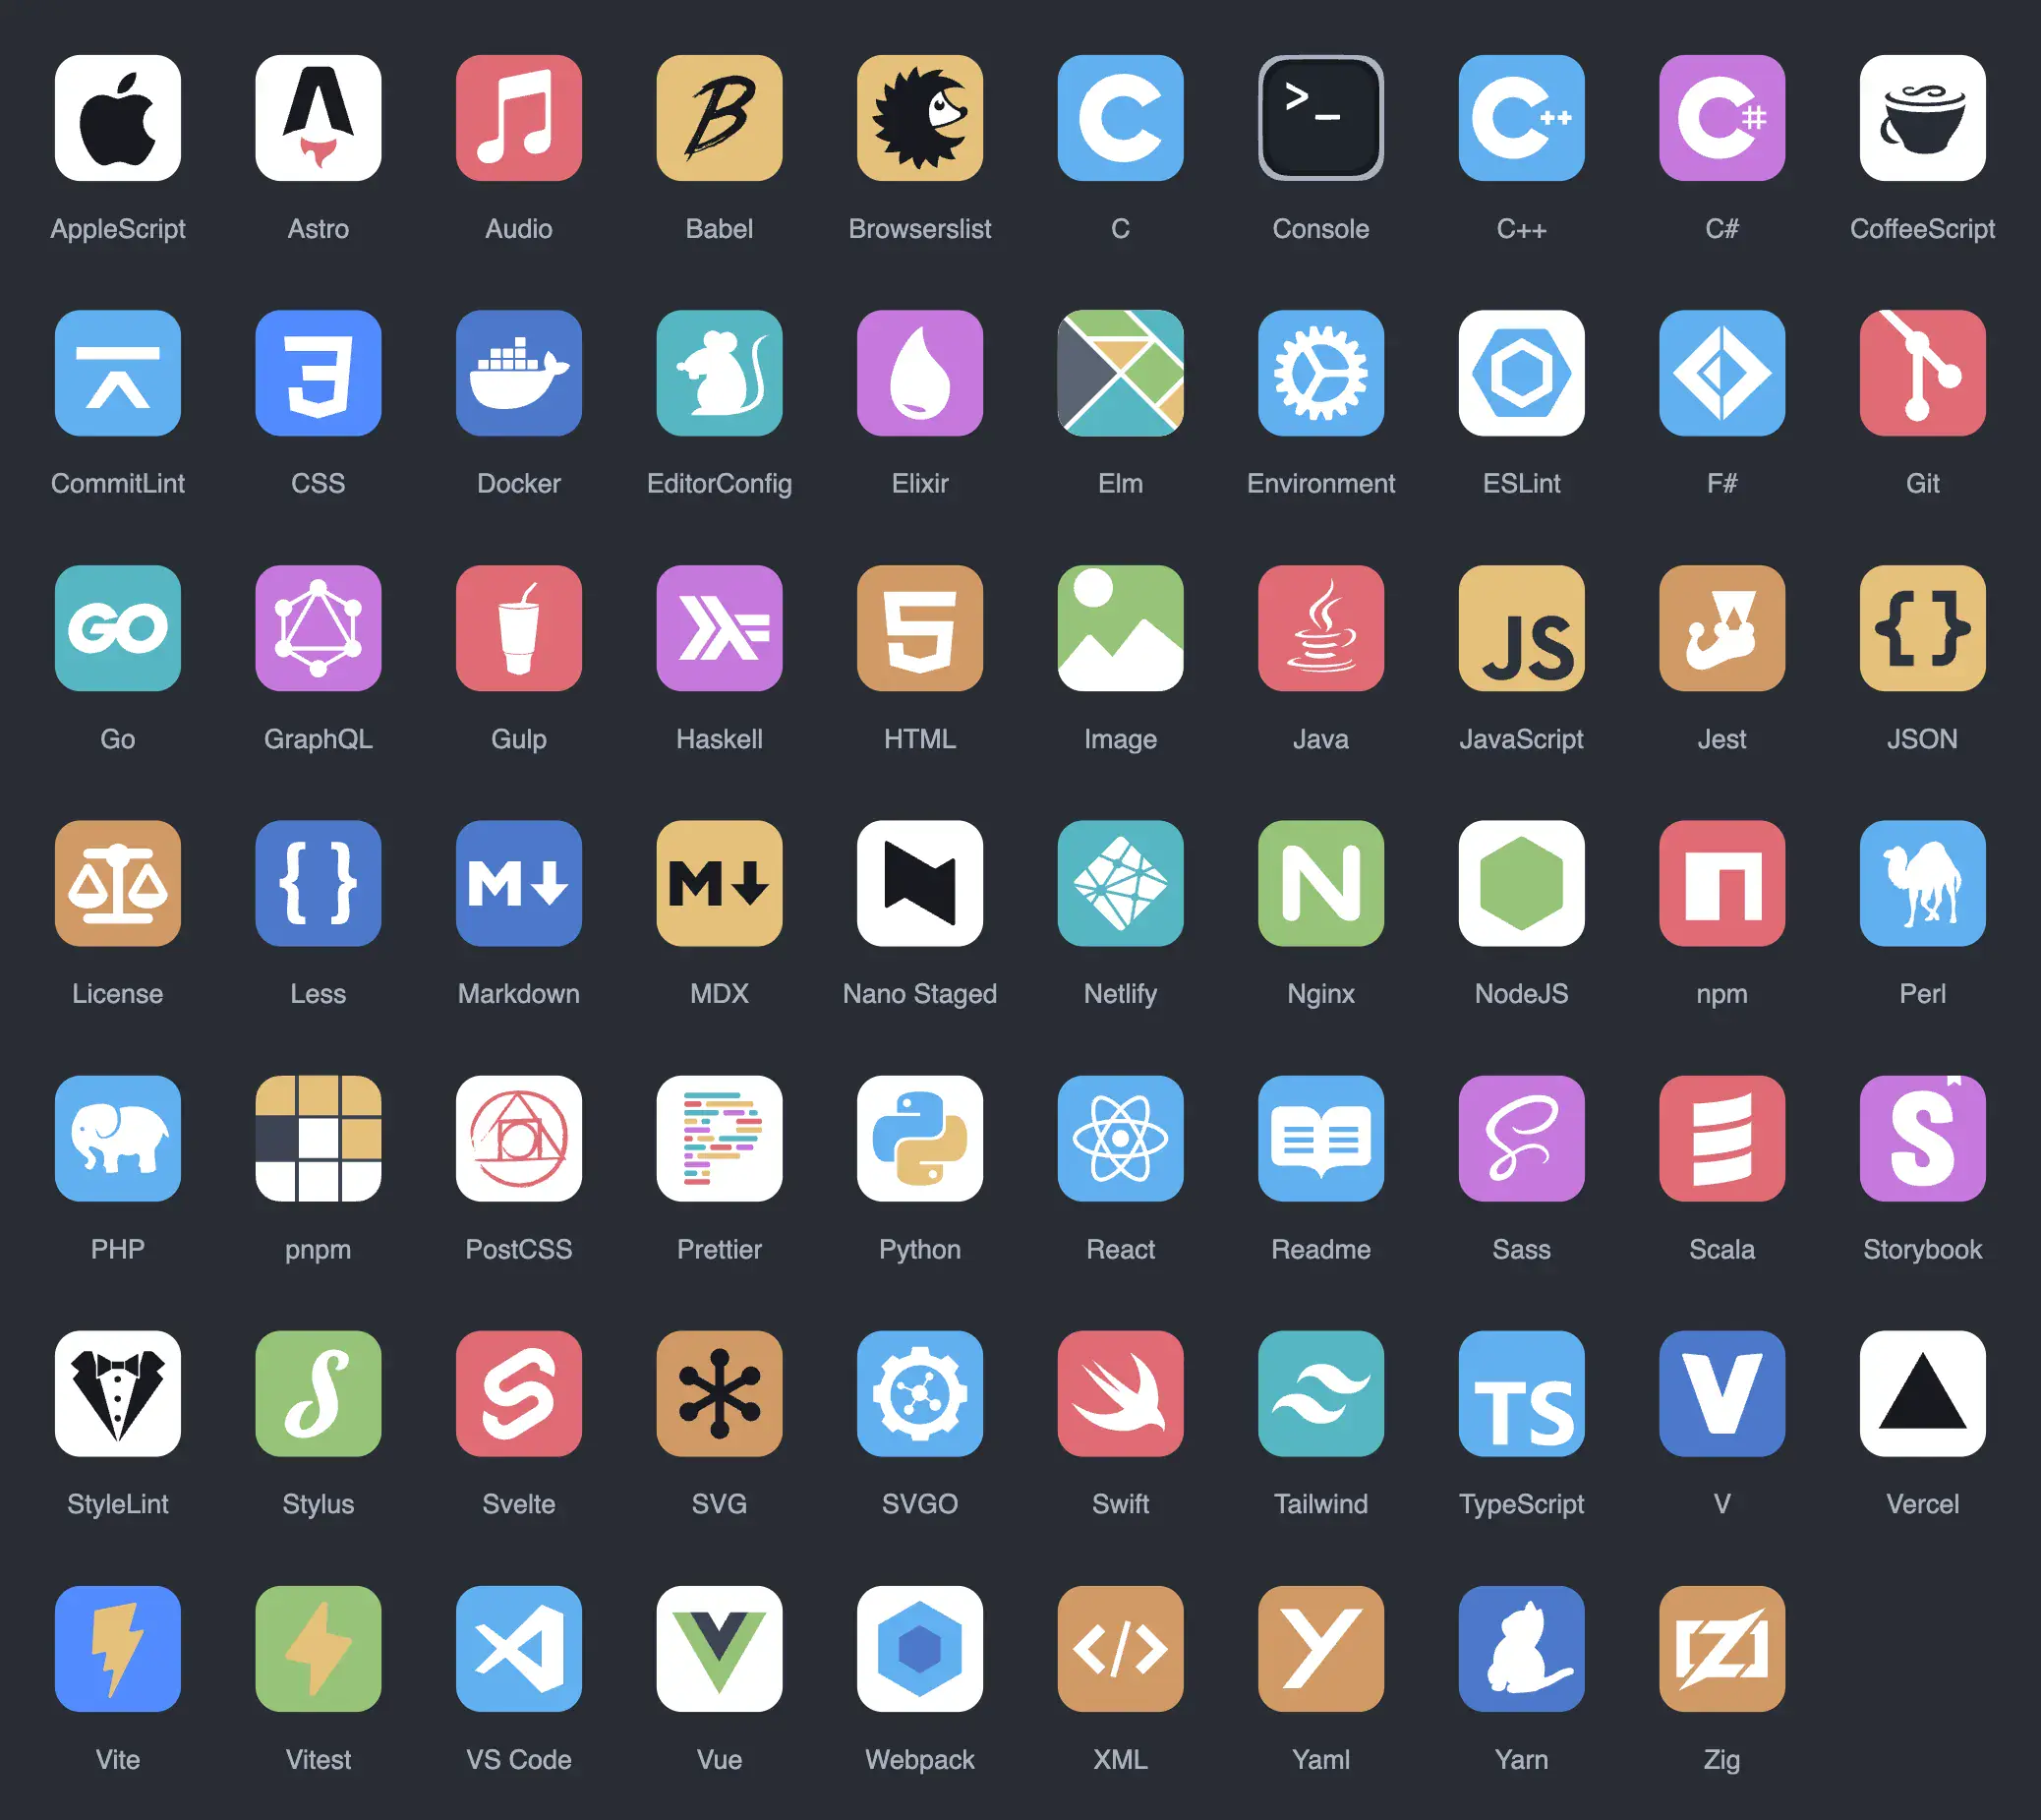 >_
++
#
AppleScript Astro Audio Babel Browserslist C Console C++ C# CoffeeScript
CommitLint CSS Docker EditorConfig Elixir Elm Environment ESLint F# Git
GO
JS
{}
Go GraphQL Gulp Haskell HTML Image Java JavaScript Jest JSON
{ } M M N
License Less Markdown MDX Nano Staged Netlify Nginx NodeJS npm Perl
S
PHP pnpm PostCSS Prettier Python React Readme Sass Scala Storybook
TS V
StyleLint Stylus Svelte SVG SVGO Swift Tailwind TypeScript V Vercel
</> Y Z
Vite Vitest VS Code Vue Webpack XML Yaml Yarn Zig